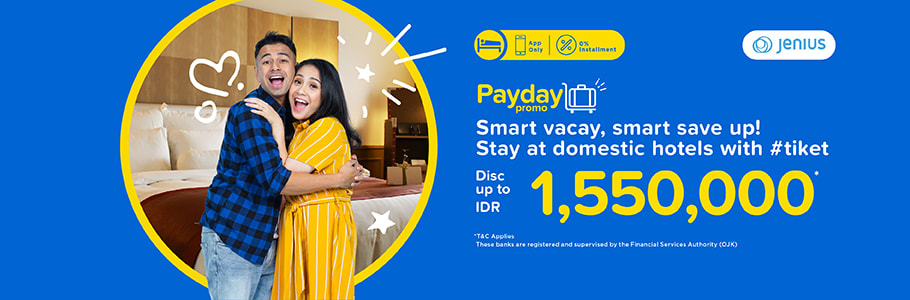 App
Only
0%
Installment
jenius
Payday
promo
Smart vacay, smart save up!
Stay at domestic hotels with #tiket
Disc
up to
IDR
1,550,000*
*T&C Applies
These banks are registered and supervised by the Financial Services Authority (OJK)